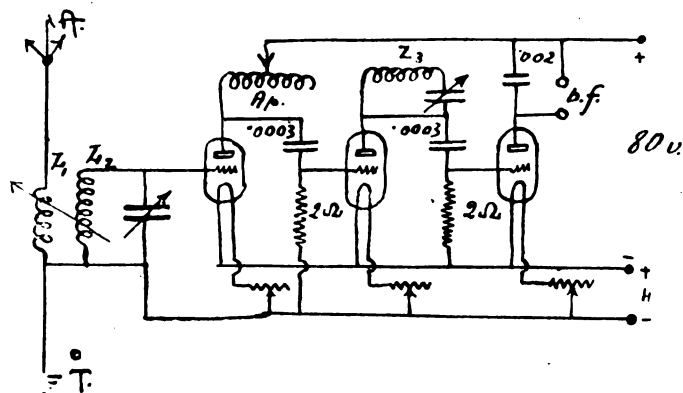 A.
Z3
.002
+
Ap.
b.f.
.0003
.0003
80 v.
Z1
Z2
2Ω
2Ω
-
+
H
-
T.